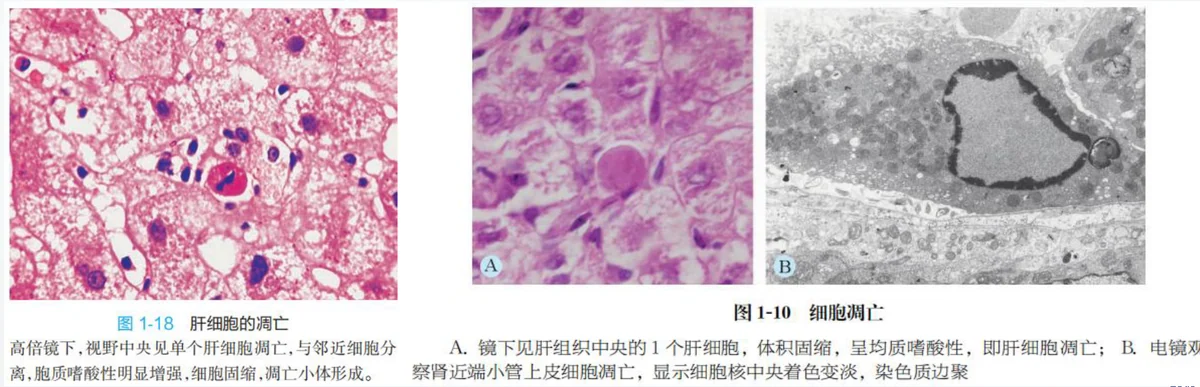 A
B
图 1-18 肝细胞的凋亡
高倍镜下,视野中央见单个肝细胞凋亡,与邻近细胞分
离,胞质嗜酸性明显增强,细胞固缩,凋亡小体形成。
图 1-10 细胞凋亡
A. 镜下见肝组织中央的 1 个肝细胞，体积固缩，呈均质嗜酸性，即肝细胞凋亡；B. 电镜观
察肾近端小管上皮细胞凋亡，显示细胞核中央着色变淡，染色质边聚